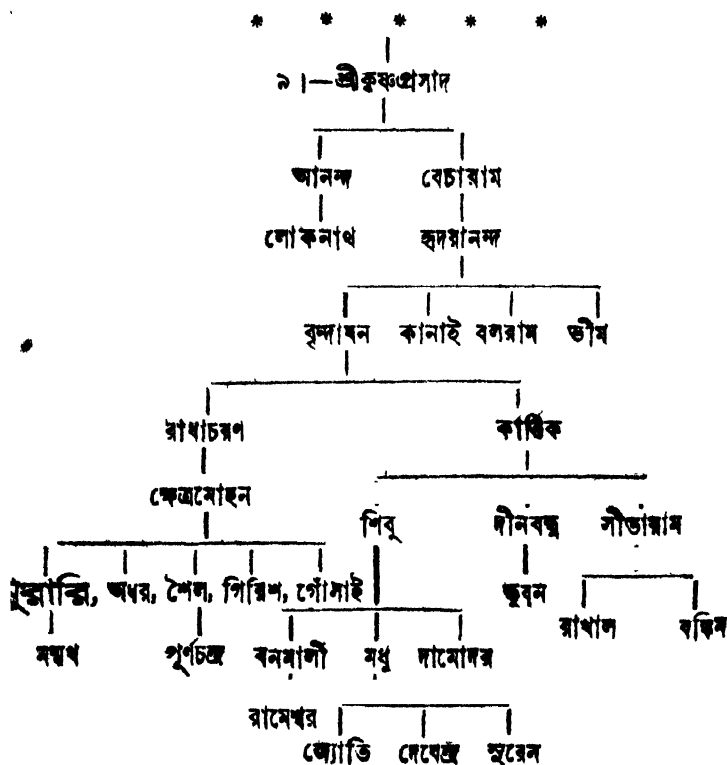 * * * * *
৯।—শ্রীকৃষ্ণপ্রসাদ
আনন্দ বেচারাম
লোকনাথ হৃদয়ানন্দ
বৃন্দাবন কানাই বলরাম ভীম
রাধাচরণ কার্ত্তিক
ক্ষেত্রমোহন
শিবু দীনবন্ধু সীতারাম
অধর, শৈল, গিরিশ, গোঁসাই ভুবন
রাখাল বঙ্কিম
মন্মথ পূর্ণচন্দ্র বনমালী মধু দামোদর
রামেশ্বর
জ্যোতি দেবেন্দ্র সুরেন